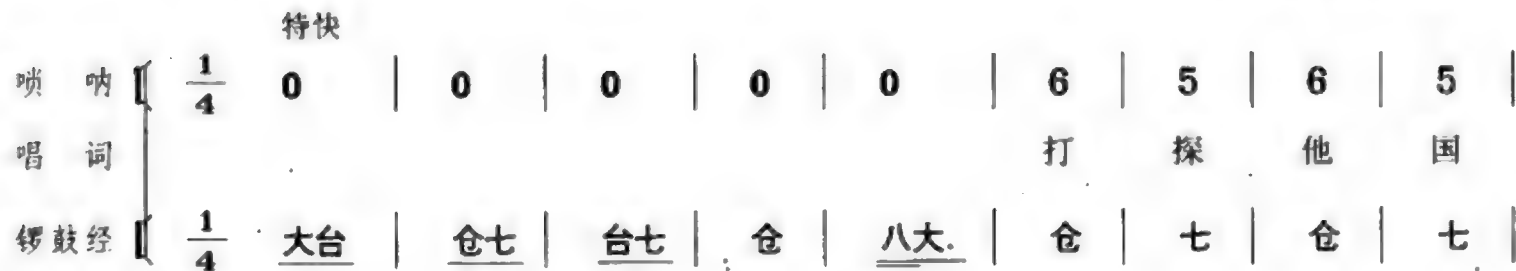 特快
唢呐 1/4 0 | 0 | 0 | 0 | 0 | 6 | 5 | 6 | 5 |
唱词 打 探 他 国
锣鼓经 1/4 大台 | 仓七 | 台七 | 仓 | 八大. | 仓 | 七 | 仓 | 七 |